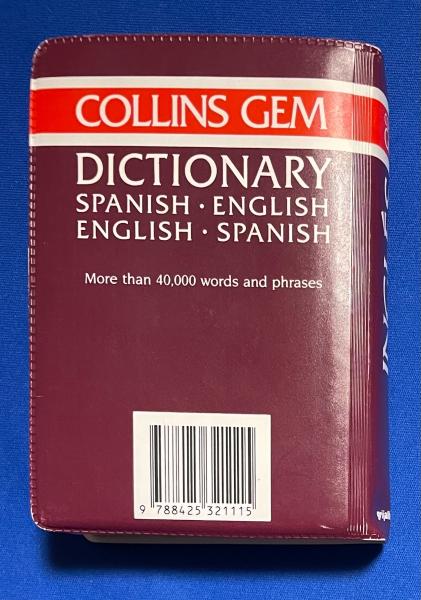 COLLINS GEM
DICTIONARY
SPANISH · ENGLISH
ENGLISH · SPANISH
More than 40,000 words and phrases
9 788425 321115